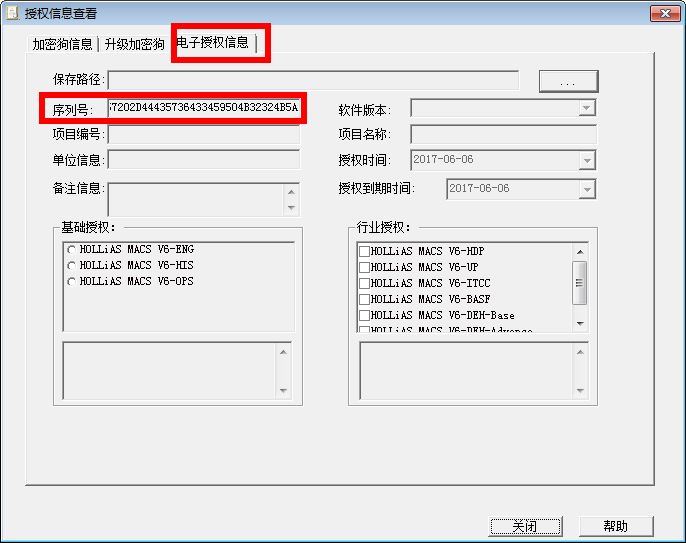 授权信息查看
加密狗信息 升级加密狗 电子授权信息
保存路径: ...
序列号: 57202D44435736433459504B32324B5A 软件版本:
项目编号: 项目名称:
单位信息: 授权时间: 2017-06-06
备注信息: 授权到期时间: 2017-06-06
基础授权: 行业授权:
HOLLiAS MACS V6-ENG
HOLLiAS MACS V6-HIS
HOLLiAS MACS V6-OPS
HOLLiAS MACS V6-HDP
HOLLiAS MACS V6-UP
HOLLiAS MACS V6-ITCC
HOLLiAS MACS V6-BASF
HOLLiAS MACS V6-DEH-Base
HOLLiAS MACS V6-DEH-Advance
关闭 帮助